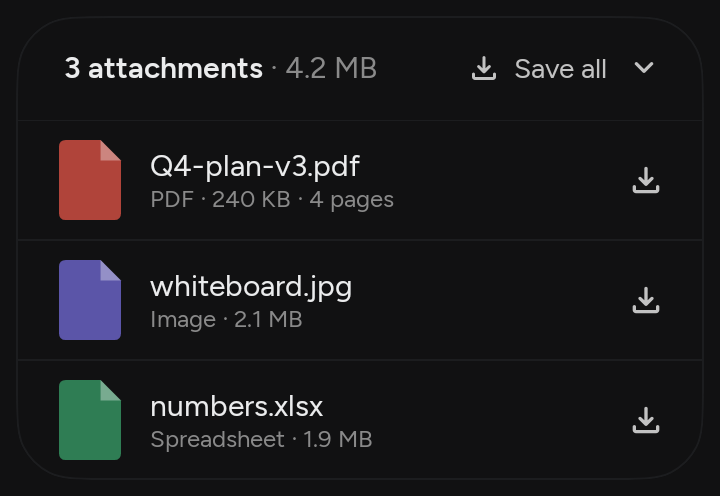 3 attachments · 4.2 MB Save all
Q4-plan-v3.pdf
PDF · 240 KB · 4 pages
whiteboard.jpg
Image · 2.1 MB
numbers.xlsx
Spreadsheet · 1.9 MB